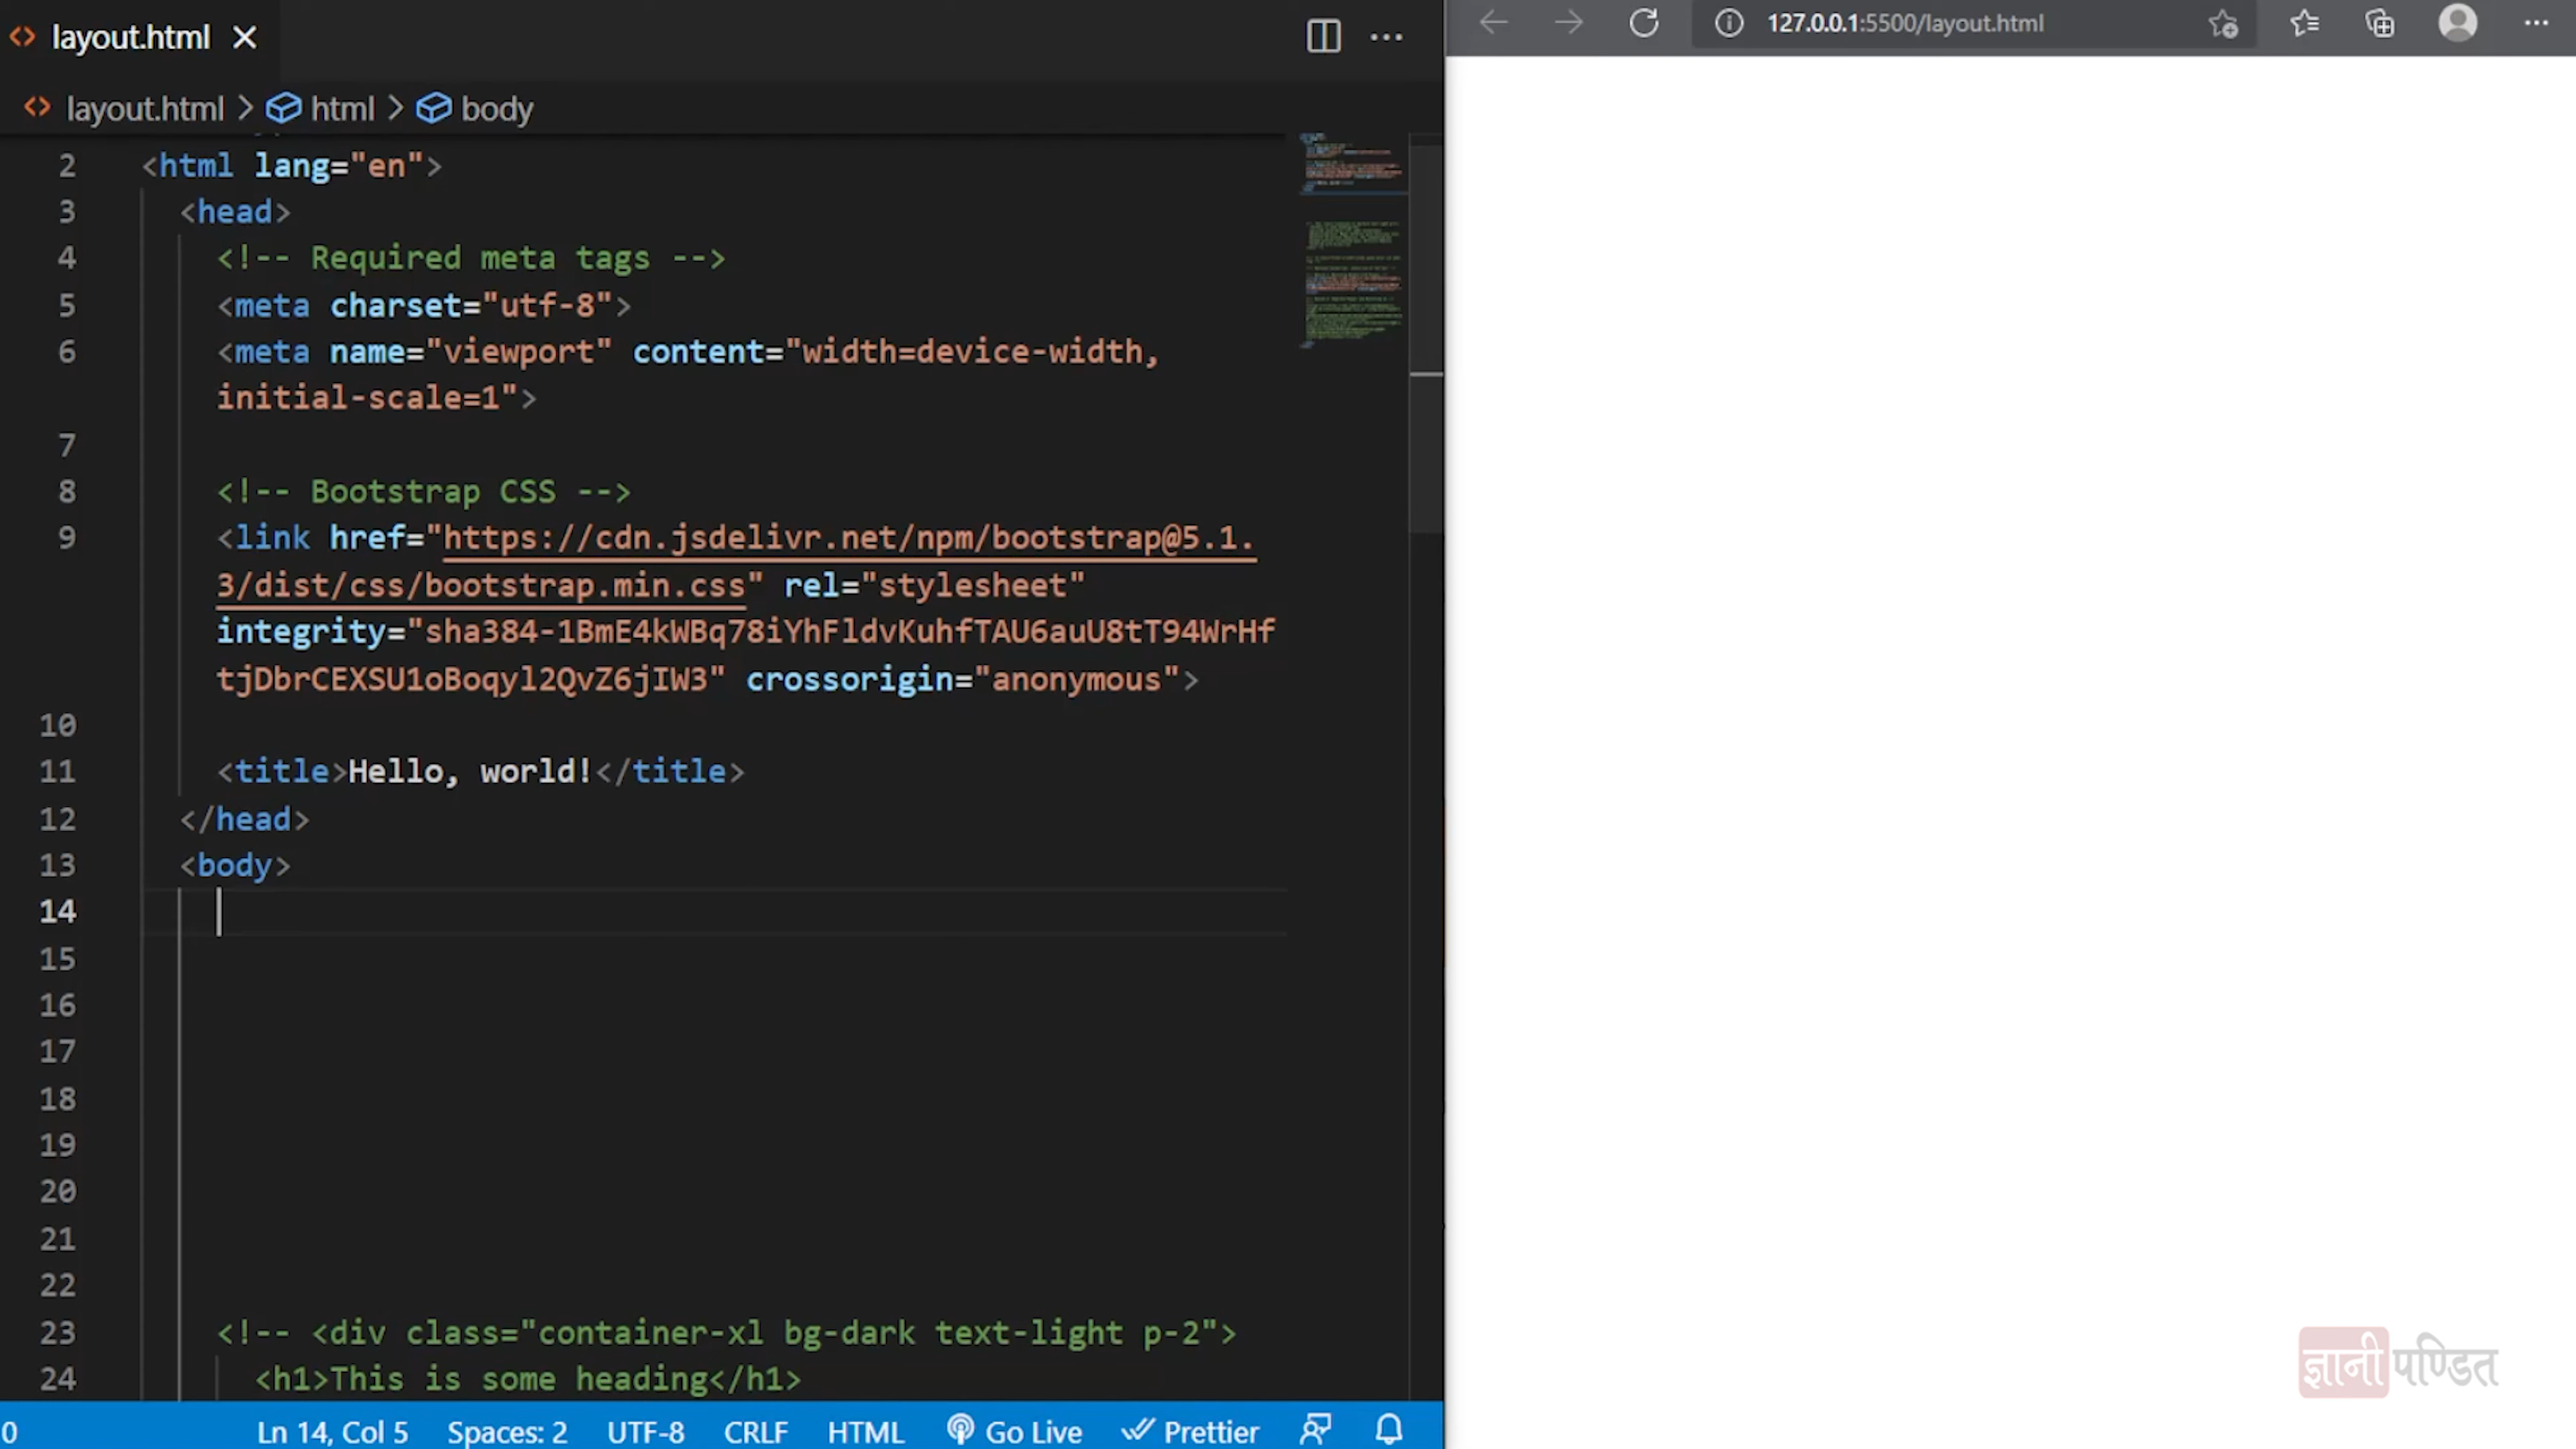 layout.html
127.0.0.1:5500/layout.html
layout.html > html > body
2 <html lang="en">
3 <head>
4 <!-- Required meta tags -->
5 <meta charset="utf-8">
6 <meta name="viewport" content="width=device-width,
initial-scale=1">
7
8 <!-- Bootstrap CSS -->
9 <link href="https://cdn.jsdelivr.net/npm/bootstrap@5.1.
3/dist/css/bootstrap.min.css" rel="stylesheet"
integrity="sha384-1BmE4kWBq78iYhFldvKuhfTAU6auU8tT94WrHf
tjDbrCEXSU1oBoqyl2QvZ6jIW3" crossorigin="anonymous">
10
11 <title>Hello, world!</title>
12 </head>
13 <body>
14
15
16
17
18
19
20
21
22
23 <!-- <div class="container-xl bg-dark text-light p-2">
24 <h1>This is some heading</h1>
ज्ञानी पण्डित
0 Ln 14, Col 5 Spaces: 2 UTF-8 CRLF HTML Go Live Prettier